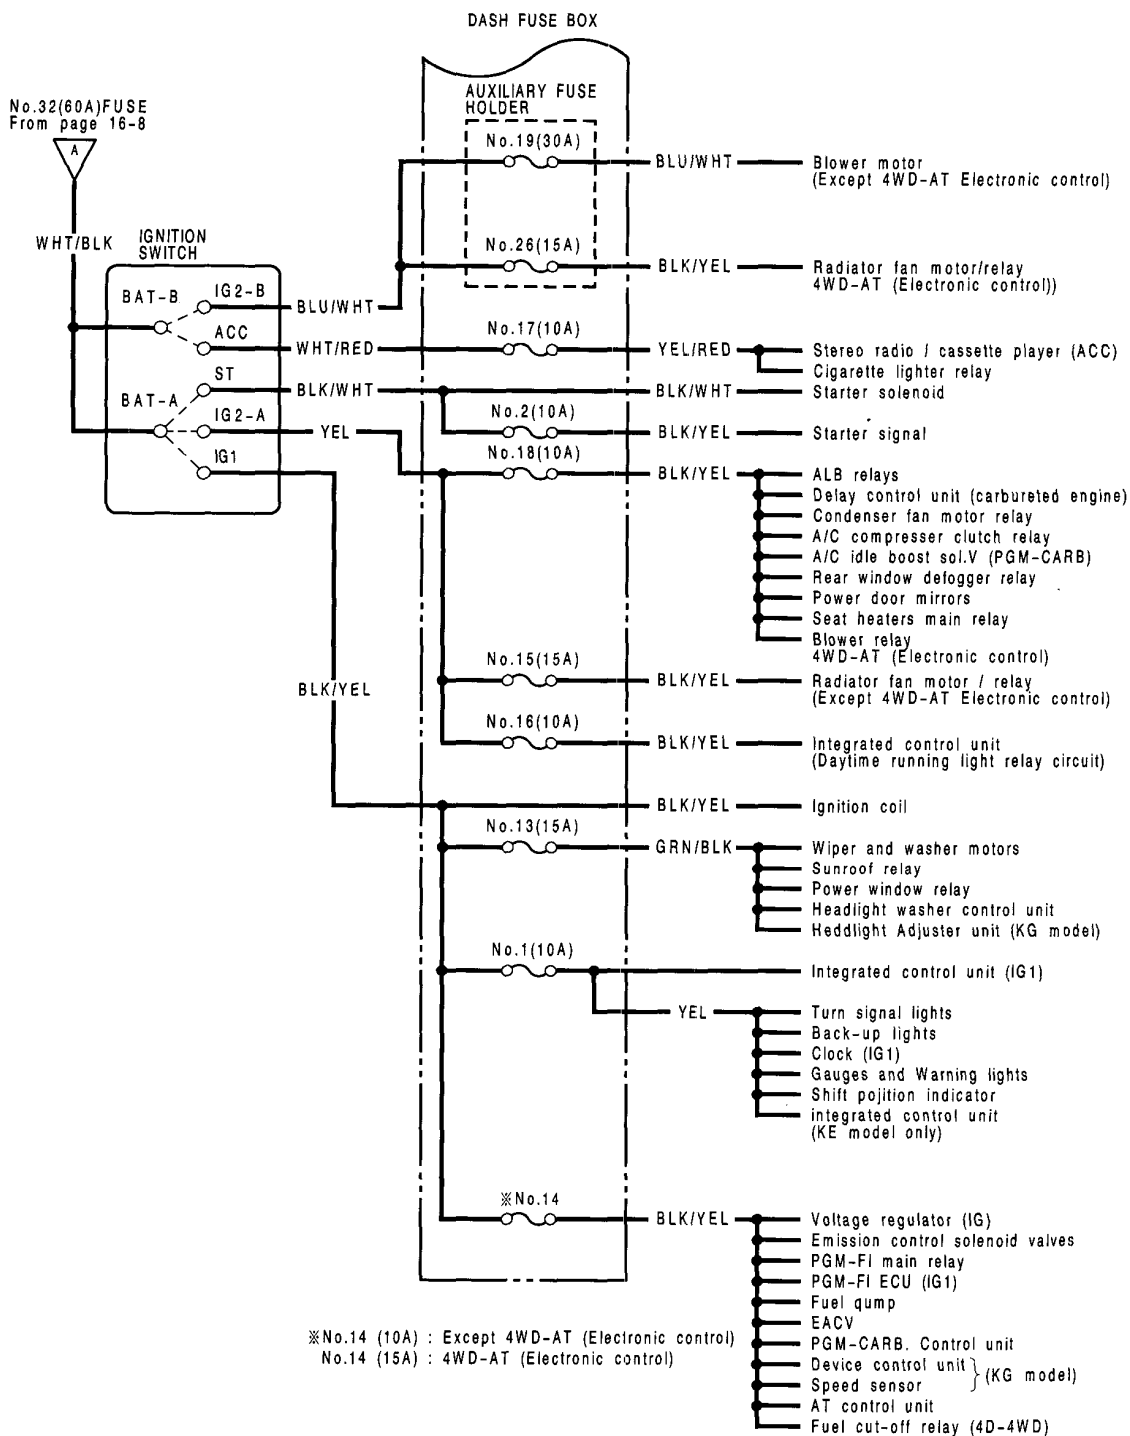 DASH FUSE BOX
No.32(60A)FUSE
From page 16-8
A
AUXILIARY FUSE
HOLDER
No.19(30A)
BLU/WHT
Blower motor
(Except 4WD-AT Electronic control)
WHT/BLK
IGNITION
SWITCH
No.26(15A)
BLK/YEL
Radiator fan motor/relay
4WD-AT (Electronic control))
BAT-B
IG2-B
BLU/WHT
ACC
WHT/RED
No.17(10A)
YEL/RED
Stereo radio / cassette player (ACC)
Cigarette lighter relay
ST
BLK/WHT
BLK/WHT
Starter solenoid
BAT-A
IG2-A
YEL
No.2(10A)
BLK/YEL
Starter signal
IG1
No.18(10A)
BLK/YEL
ALB relays
Delay control unit (carbureted engine)
Condenser fan motor relay
A/C compresser clutch relay
A/C idle boost sol.V (PGM-CARB)
Rear window defogger relay
Power door mirrors
Seat heaters main relay
Blower relay
4WD-AT (Electronic control)
BLK/YEL
No.15(15A)
BLK/YEL
Radiator fan motor / relay
(Except 4WD-AT Electronic control)
No.16(10A)
BLK/YEL
Integrated control unit
(Daytime running light relay circuit)
BLK/YEL
Ignition coil
No.13(15A)
GRN/BLK
Wiper and washer motors
Sunroof relay
Power window relay
Headlight washer control unit
Heddlight Adjuster unit (KG model)
No.1(10A)
Integrated control unit (IG1)
YEL
Turn signal lights
Back-up lights
Clock (IG1)
Gauges and Warning lights
Shift pojition indicator
integrated control unit
(KE model only)
※No.14
BLK/YEL
Voltage regulator (IG)
Emission control solenoid valves
PGM-FI main relay
PGM-FI ECU (IG1)
Fuel qump
EACV
PGM-CARB. Control unit
Device control unit
Speed sensor
(KG model)
AT control unit
Fuel cut-off relay (4D-4WD)
※No.14 (10A) : Except 4WD-AT (Electronic control)
No.14 (15A) : 4WD-AT (Electronic control)